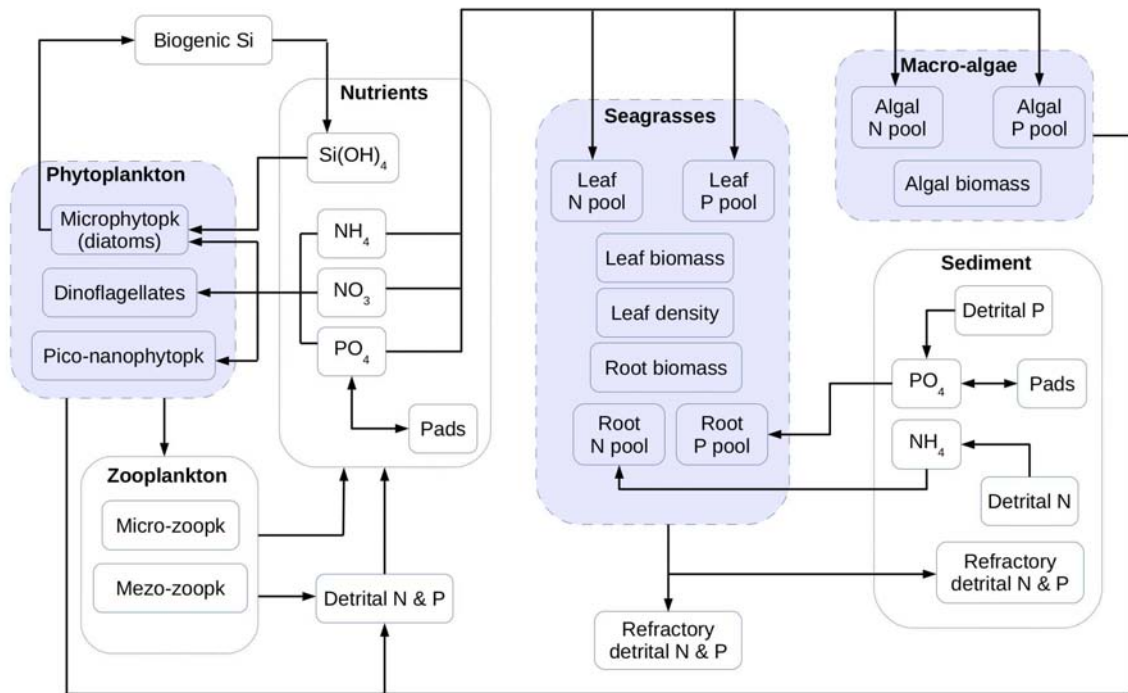 Biogenic Si
Nutrients
Si(OH)4
NH4
NO3
PO4
Pads
Phytoplankton
Microphytopk
(diatoms)
Dinoflagellates
Pico-nanophytopk
Zooplankton
Micro-zoopk
Mezo-zoopk
Detrital N & P
Seagrasses
Leaf
N pool
Leaf
P pool
Leaf biomass
Leaf density
Root biomass
Root
N pool
Root
P pool
Refractory
detrital N & P
Macro-algae
Algal
N pool
Algal
P pool
Algal biomass
Sediment
Detrital P
PO4
Pads
NH4
Detrital N
Refractory
detrital N & P